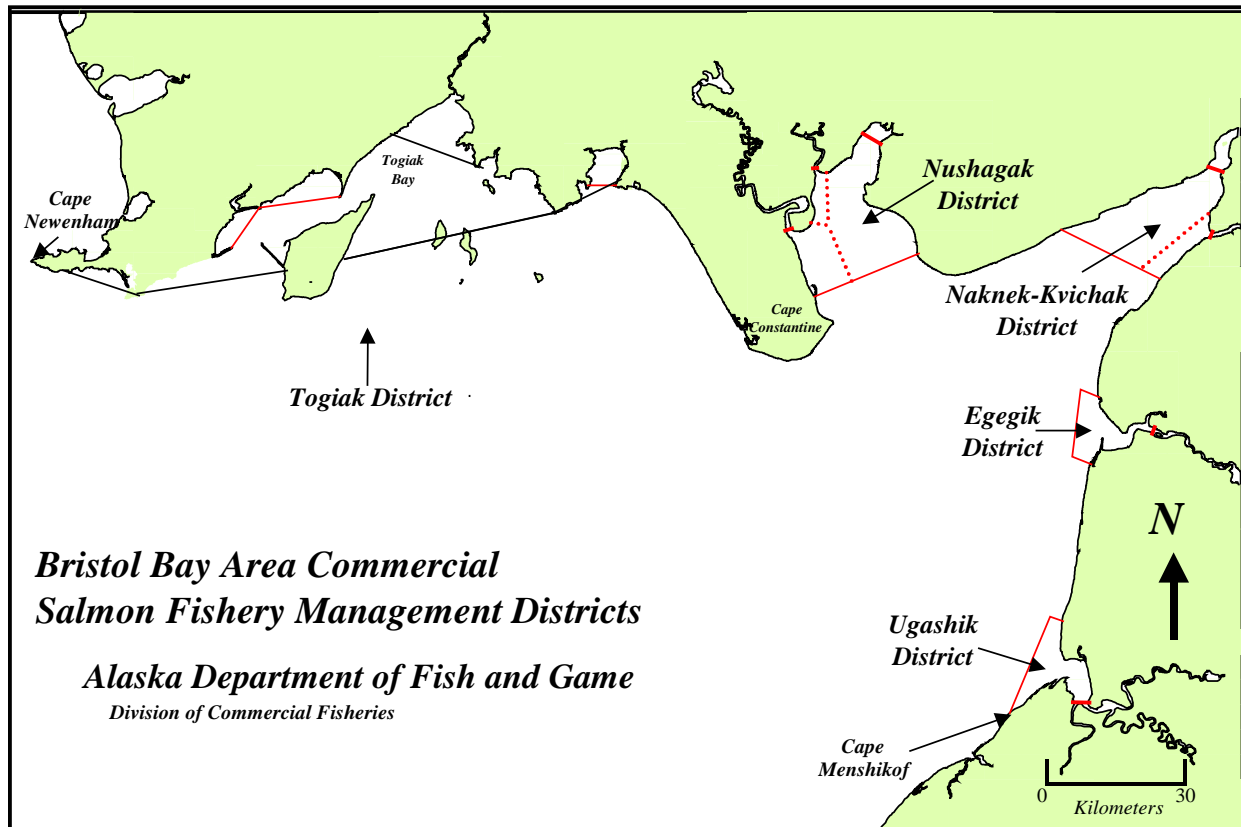 Togiak
Bay
Cape
Newenham
Nushagak
District
Naknek-Kvichak
District
Cape
Constantine
Togiak District
Egegik
District
N
Bristol Bay Area Commercial
Salmon Fishery Management Districts
Ugashik
District
Alaska Department of Fish and Game
Division of Commercial Fisheries
Cape
Menshikof
0 30
Kilometers